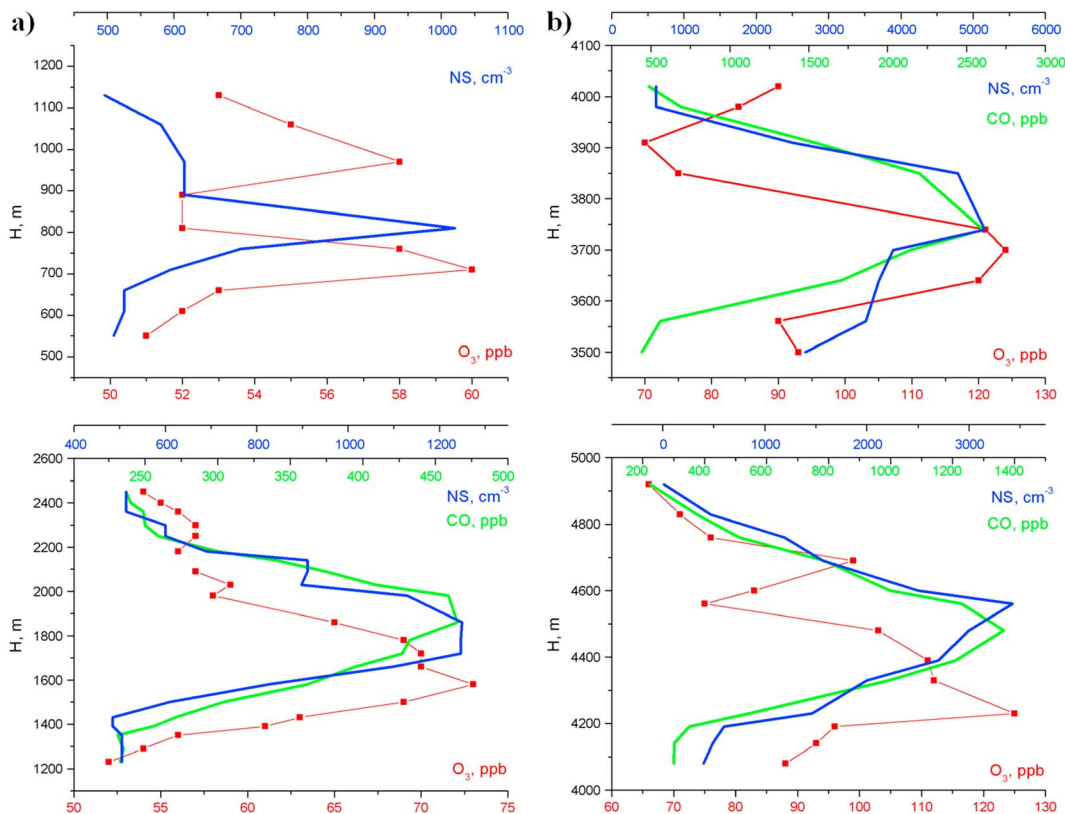 a)
500 600 700 800 900 1000 1100
NS, cm-3
1200
1100
1000
900
800
700
600
500
H, m
O3, ppb
50 52 54 56 58 60
b)
0 1000 2000 3000 4000 5000 6000
500 1000 1500 2000 2500 3000
NS, cm-3
CO, ppb
4100
4000
3900
3800
3700
3600
3500
H, m
O3, ppb
70 80 90 100 110 120 130
400 600 800 1000 1200
250 300 350 400 450 500
NS, cm-3
CO, ppb
2600
2400
2200
2000
1800
1600
1400
1200
H, m
O3, ppb
50 55 60 65 70 75
0 1000 2000 3000
200 400 600 800 1000 1200 1400
NS, cm-3
CO, ppb
5000
4800
4600
4400
4200
4000
H, m
O3, ppb
60 70 80 90 100 110 120 130